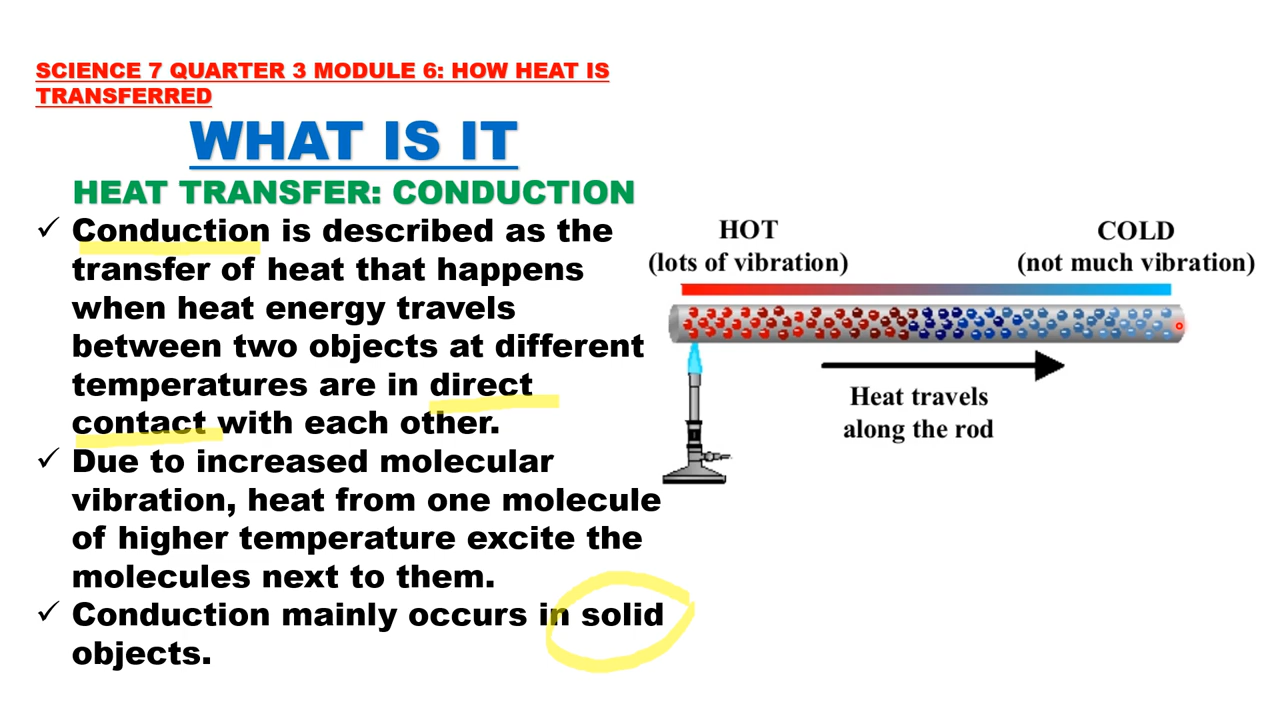 SCIENCE 7 QUARTER 3 MODULE 6: HOW HEAT IS
TRANSFERRED
WHAT IS IT
HEAT TRANSFER: CONDUCTION
✓ Conduction is described as the
transfer of heat that happens
when heat energy travels
between two objects at different
temperatures are in direct
contact with each other.
✓ Due to increased molecular
vibration, heat from one molecule
of higher temperature excite the
molecules next to them.
✓ Conduction mainly occurs in solid
objects.
HOT
(lots of vibration)
COLD
(not much vibration)
Heat travels
along the rod